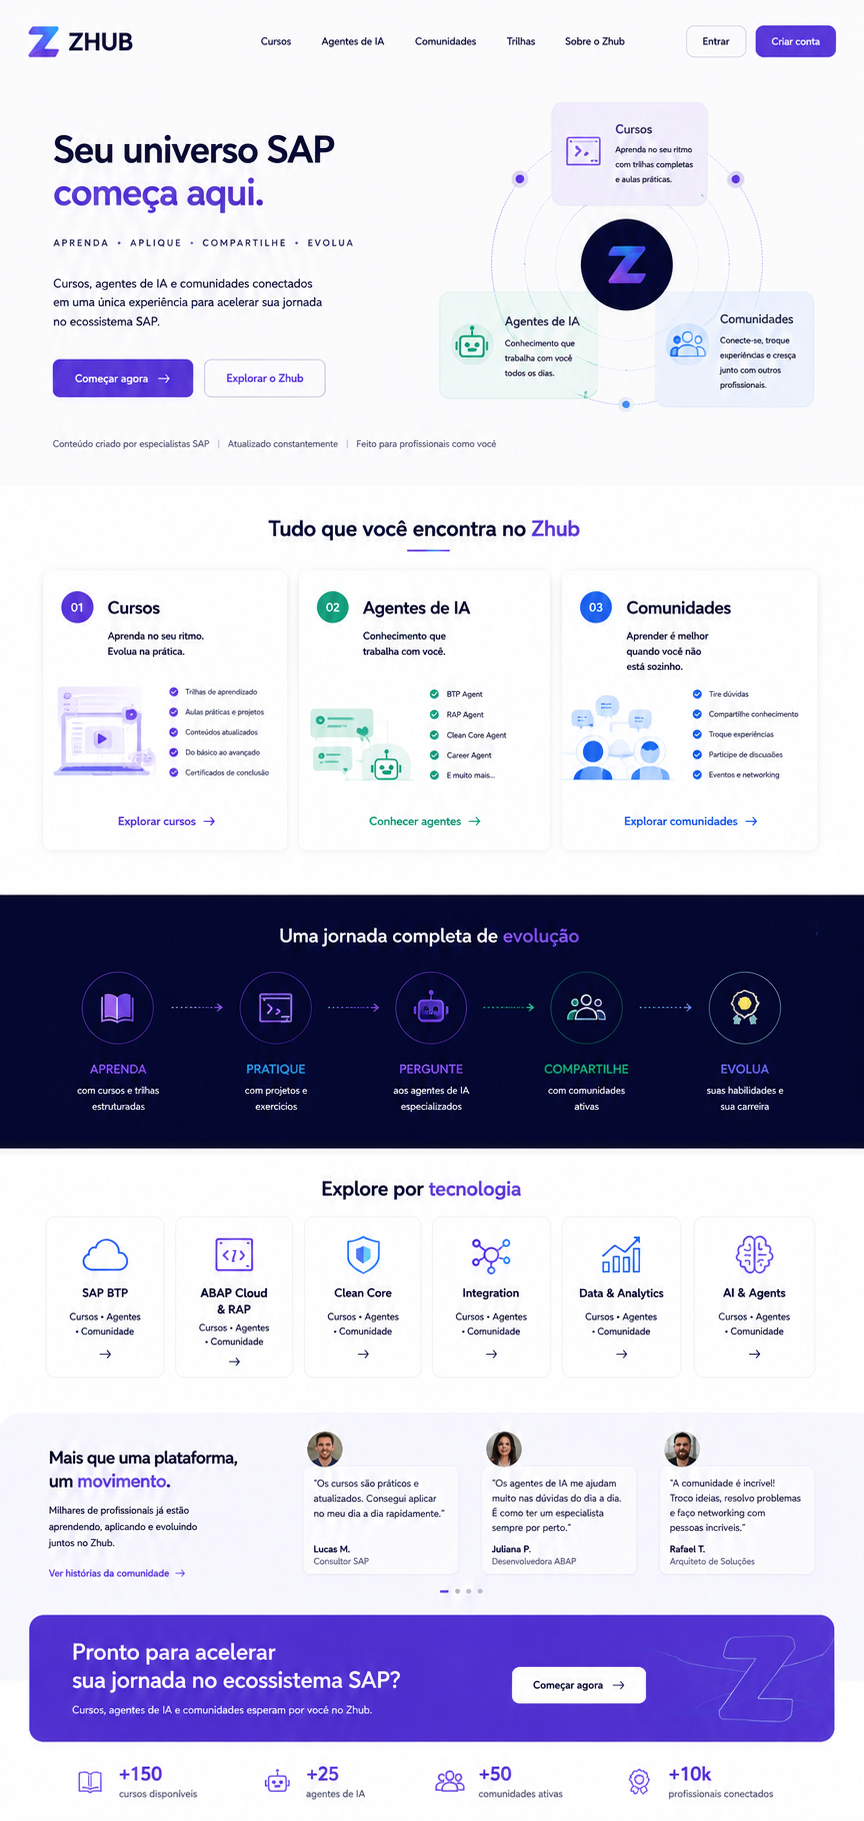 ZHUB
Cursos
Agentes de IA
Comunidades
Trilhas
Sobre o Zhub
Entrar
Criar conta
Seu universo SAP
começa aqui.
APRENDA • APLIQUE • COMPARTILHE • EVOLUA
Cursos, agentes de IA e comunidades conectados
em uma única experiência para acelerar sua jornada
no ecossistema SAP.
Começar agora →
Explorar o Zhub
Conteúdo criado por especialistas SAP | Atualizado constantemente | Feito para profissionais como você
Cursos
Aprenda no seu ritmo
com trilhas completas
e aulas práticas.
Z
Agentes de IA
Conhecimento que
trabalha com você
todos os dias.
Comunidades
Conecte-se, troque
experiências e cresça
junto com outros
profissionais.
Tudo que você encontra no Zhub
01
Cursos
Aprenda no seu ritmo.
Evolua na prática.
Trilhas de aprendizado
Aulas práticas e projetos
Conteúdos atualizados
Do básico ao avançado
Certificados de conclusão
Explorar cursos →
02
Agentes de IA
Conhecimento que
trabalha com você.
BTP Agent
RAP Agent
Clean Core Agent
Career Agent
E muito mais...
Conhecer agentes →
03
Comunidades
Aprender é melhor
quando você não
está sozinho.
Tire dúvidas
Compartilhe conhecimento
Troque experiências
Participe de discussões
Eventos e networking
Explorar comunidades →
Uma jornada completa de evolução
APRENDA
com cursos e trilhas
estruturadas
PRATIQUE
com projetos e
exercicios
PERGUNTE
aos agentes de IA
especializados
COMPARTILHE
com comunidades
ativas
EVOLUA
suas habilidades e
sua carreira
Explore por tecnologia
SAP BTP
Cursos • Agentes
• Comunidade
→
ABAP Cloud
& RAP
Cursos • Agentes
• Comunidade
→
Clean Core
Cursos • Agentes
• Comunidade
→
Integration
Cursos • Agentes
• Comunidade
→
Data & Analytics
Cursos • Agentes
• Comunidade
→
AI & Agents
Cursos • Agentes
• Comunidade
→
Mais que uma plataforma,
um movimento.
Milhares de profissionais já estão
aprendendo, aplicando e evoluindo
juntos no Zhub.
Ver histórias da comunidade →
"Os cursos são práticos e
atualizados. Consegui aplicar
no meu dia a dia rapidamente."
Lucas M.
Consultor SAP
"Os agentes de IA me ajudam
muito nas dúvidas do dia a dia.
É como ter um especialista
sempre por perto."
Juliana P.
Desenvolvedora ABAP
"A comunidade é incrível!
Troco ideias, resolvo problemas
e faço networking com
pessoas incríveis."
Rafael T.
Arquiteto de Soluções
Pronto para acelerar
sua jornada no ecossistema SAP?
Cursos, agentes de IA e comunidades esperam por você no Zhub.
Começar agora →
+150
cursos disponíveis
+25
agentes de IA
+50
comunidades ativas
+10k
profissionais conectados